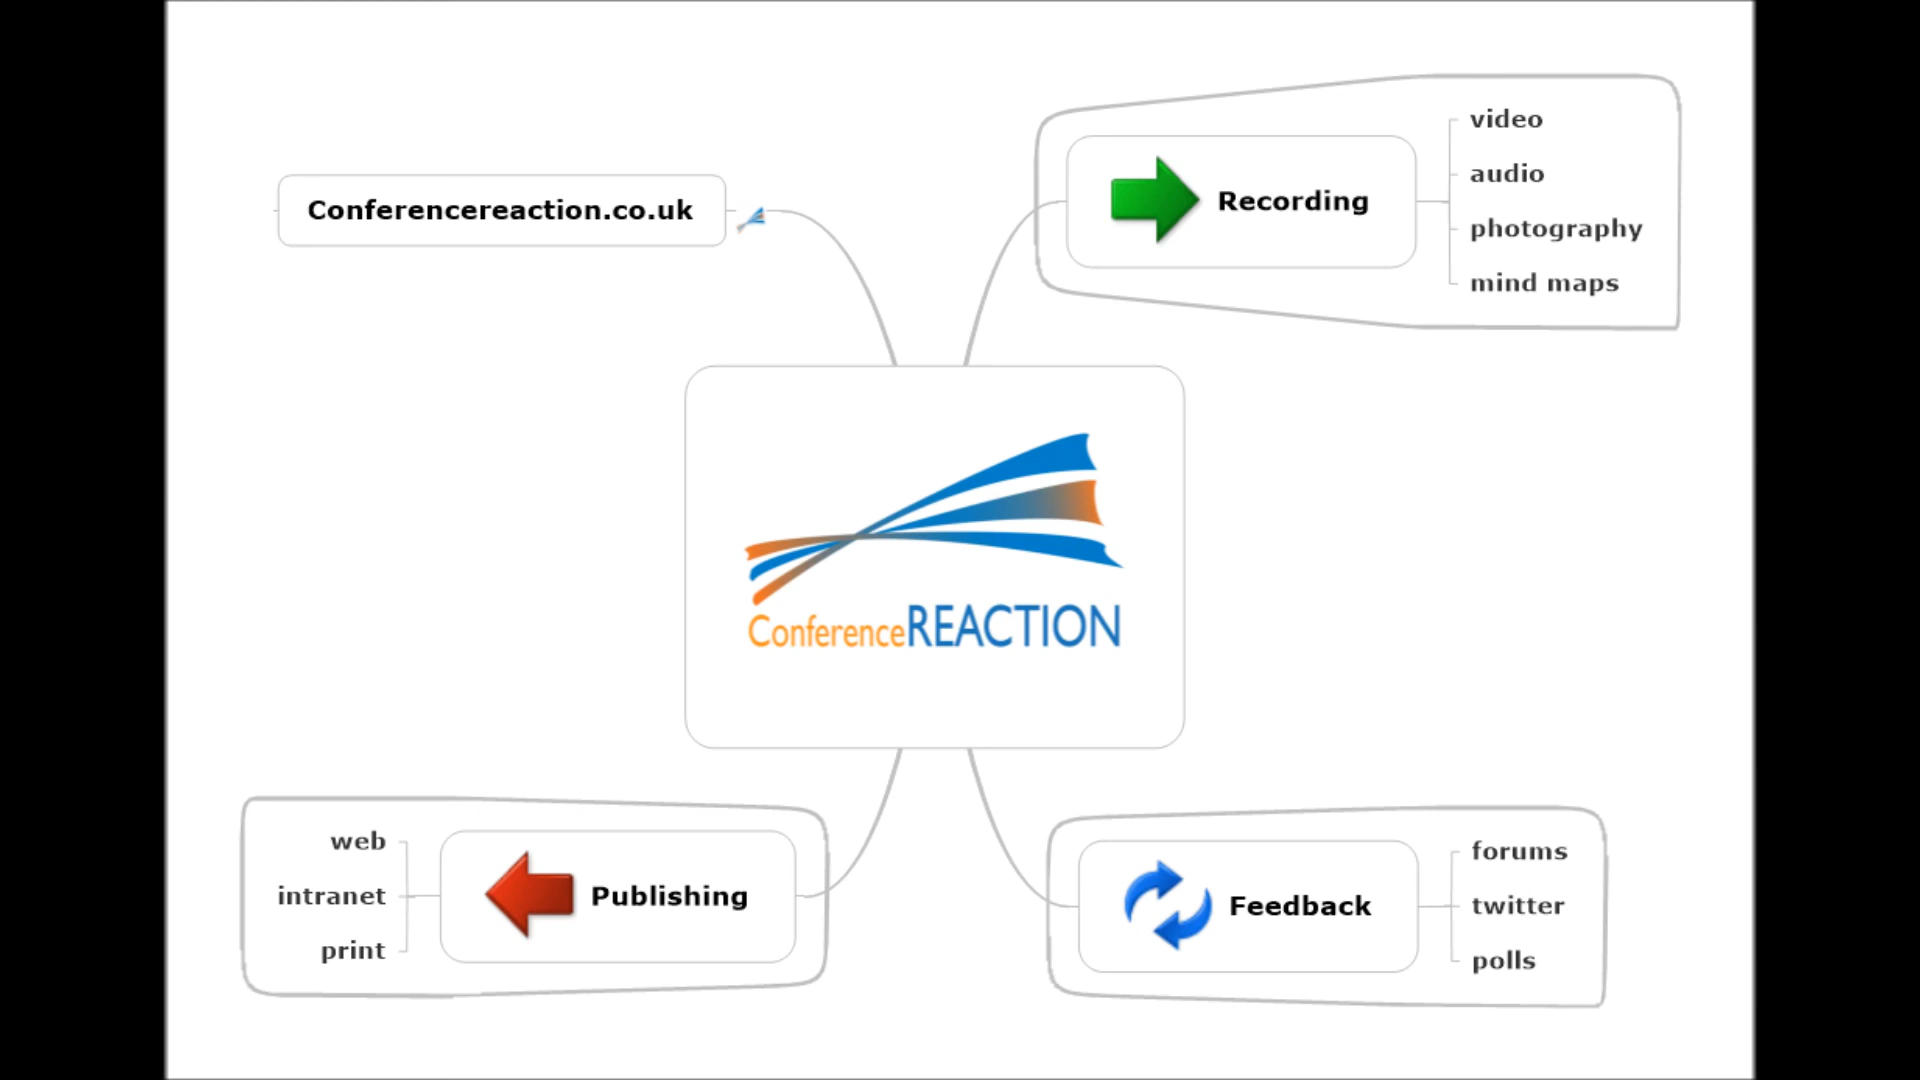 Conferencereaction.co.uk
Recording
video
audio
photography
mind maps
ConferenceREACTION
web
intranet
print
Publishing
Feedback
forums
twitter
polls